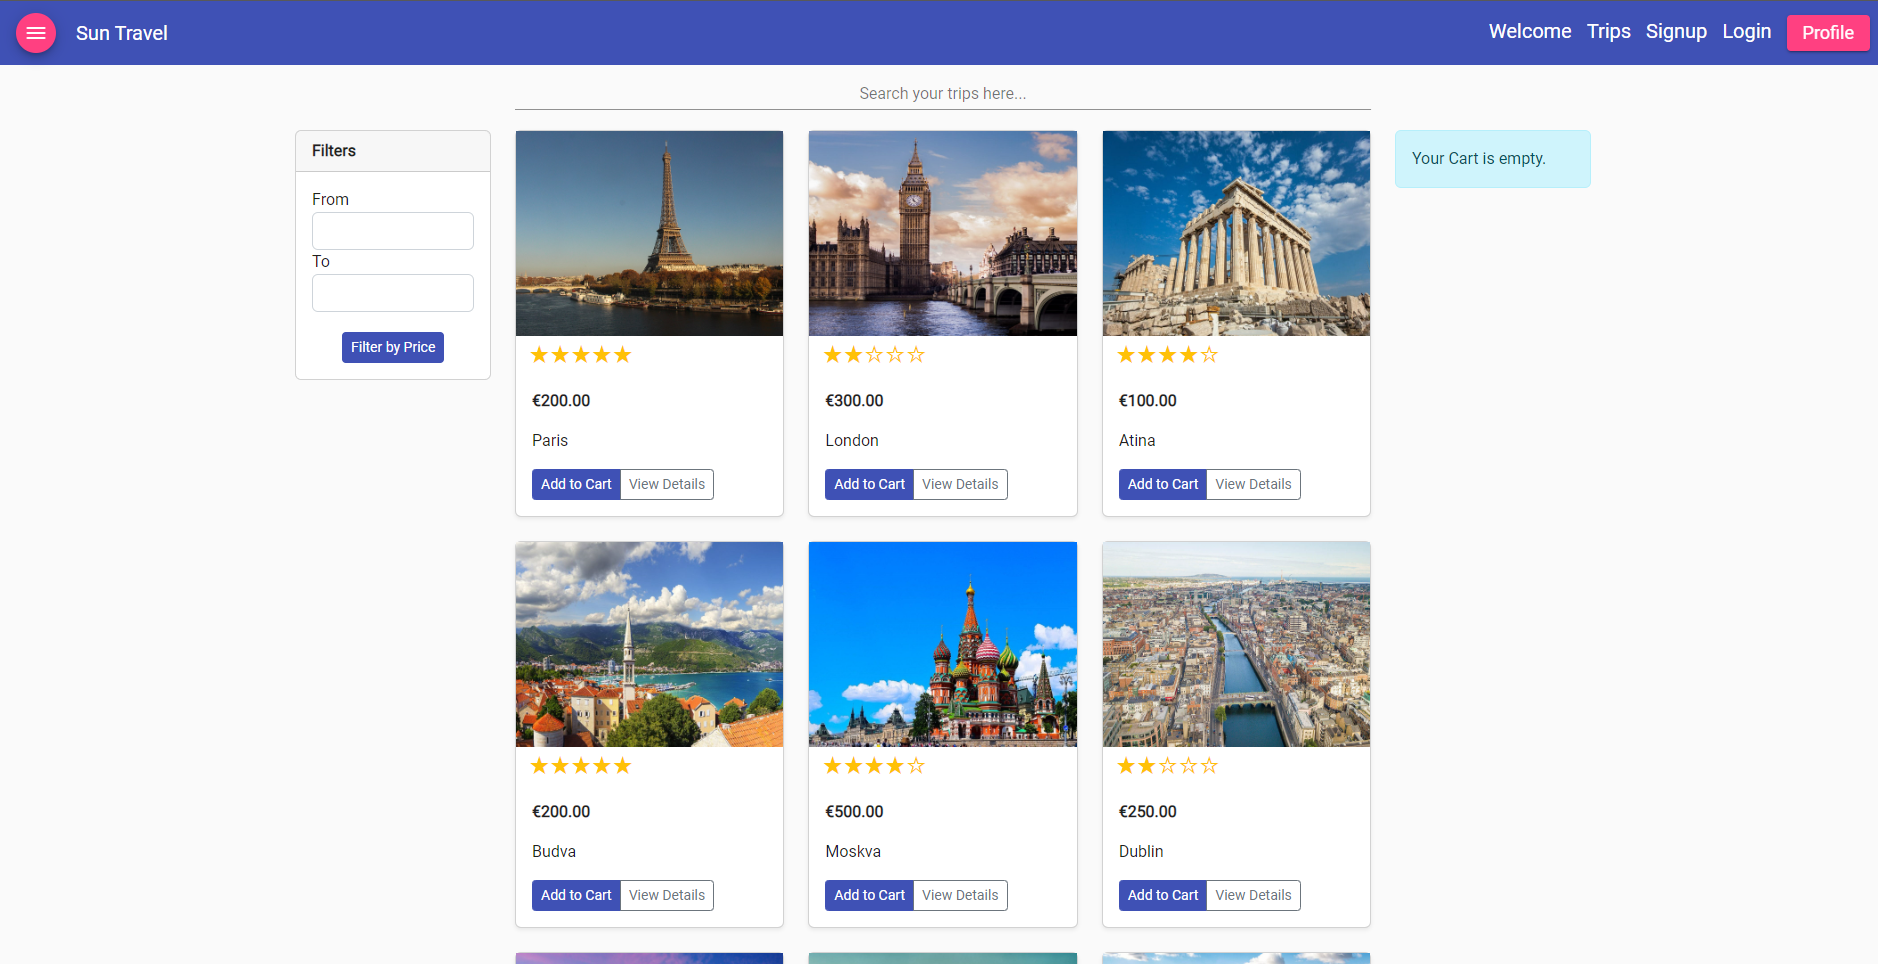 Sun Travel
Welcome Trips Signup Login Profile
Search your trips here...
Filters
From
To
Filter by Price
Your Cart is empty.
★★★★★
€200.00
Paris
Add to Cart View Details
★★☆☆☆
€300.00
London
Add to Cart View Details
★★★★☆
€100.00
Atina
Add to Cart View Details
★★★★★
€200.00
Budva
Add to Cart View Details
★★★★☆
€500.00
Moskva
Add to Cart View Details
★★☆☆☆
€250.00
Dublin
Add to Cart View Details